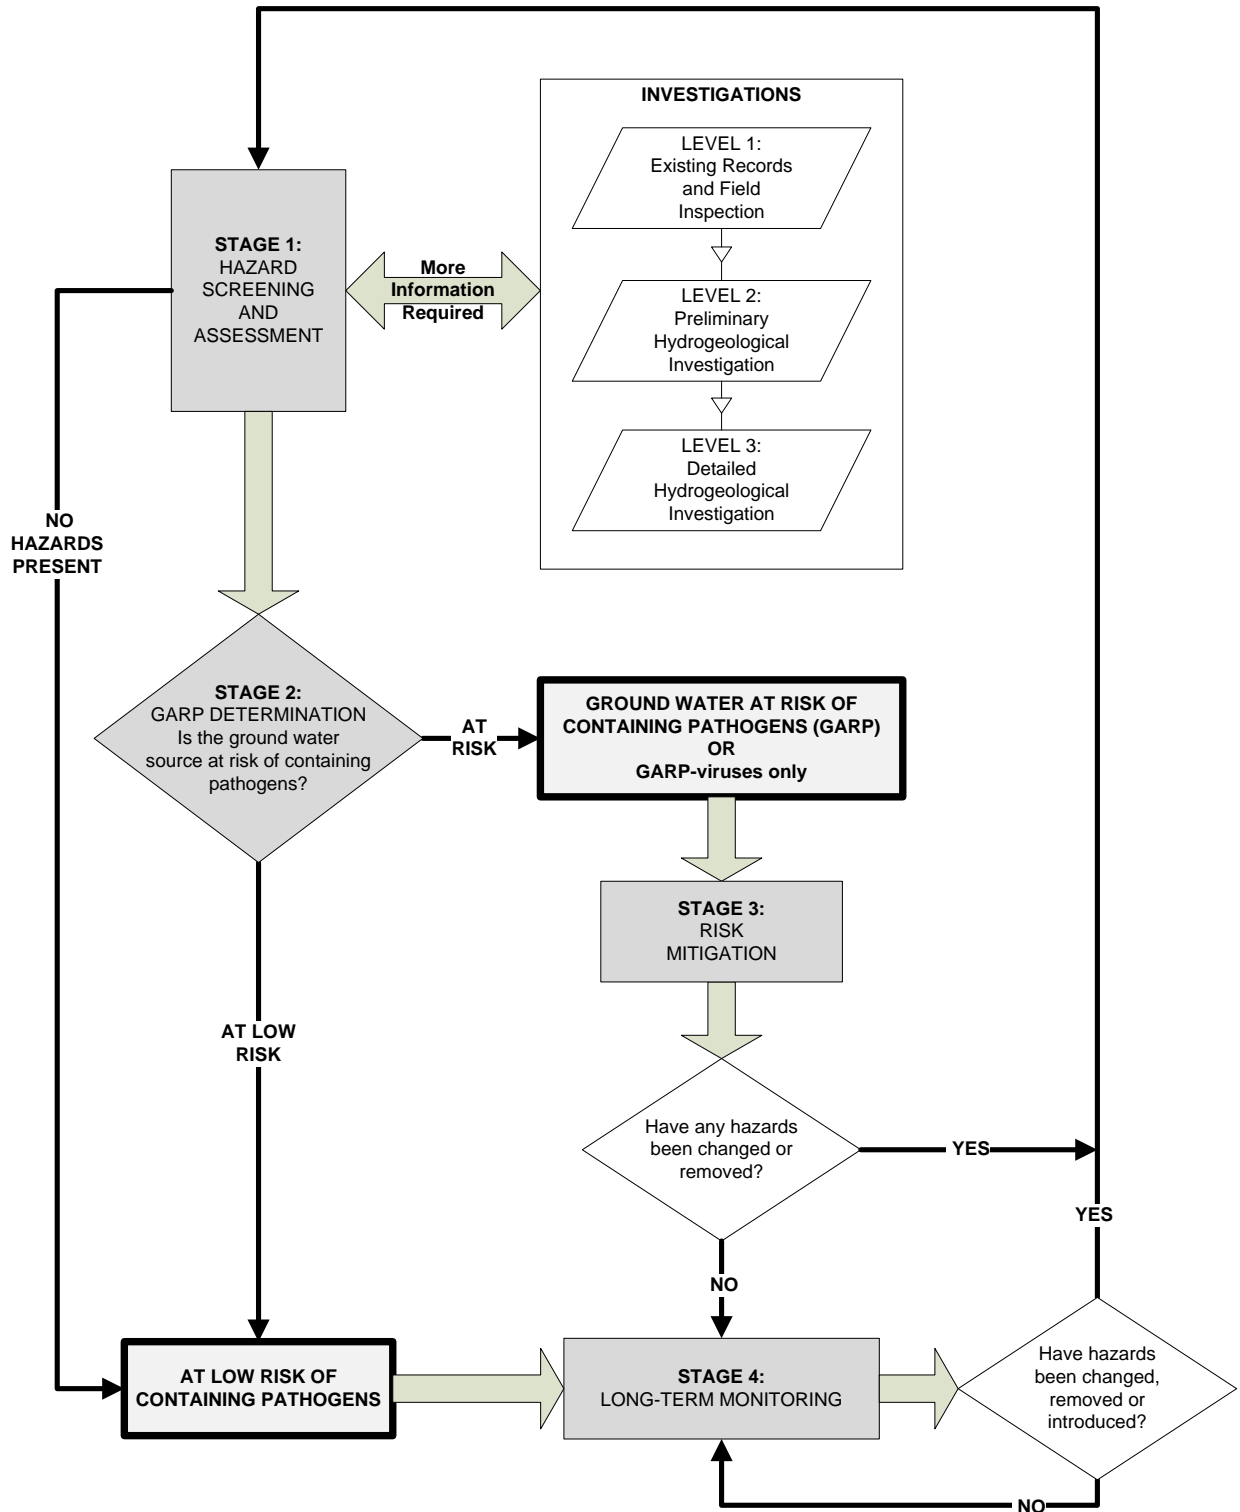 INVESTIGATIONS
LEVEL 1:
Existing Records
and Field
Inspection
STAGE 1:
HAZARD
SCREENING
AND
ASSESSMENT
More
Information
Required
LEVEL 2:
Preliminary
Hydrogeological
Investigation
LEVEL 3:
Detailed
Hydrogeological
Investigation
NO
HAZARDS
PRESENT
STAGE 2:
GARP DETERMINATION
Is the ground water
source at risk of containing
pathogens?
AT
RISK
GROUND WATER AT RISK OF
CONTAINING PATHOGENS (GARP)
OR
GARP-viruses only
STAGE 3:
RISK
MITIGATION
AT LOW
RISK
Have any hazards
been changed or
removed?
YES
YES
NO
AT LOW RISK OF
CONTAINING PATHOGENS
STAGE 4:
LONG-TERM MONITORING
Have hazards
been changed,
removed or
introduced?
NO